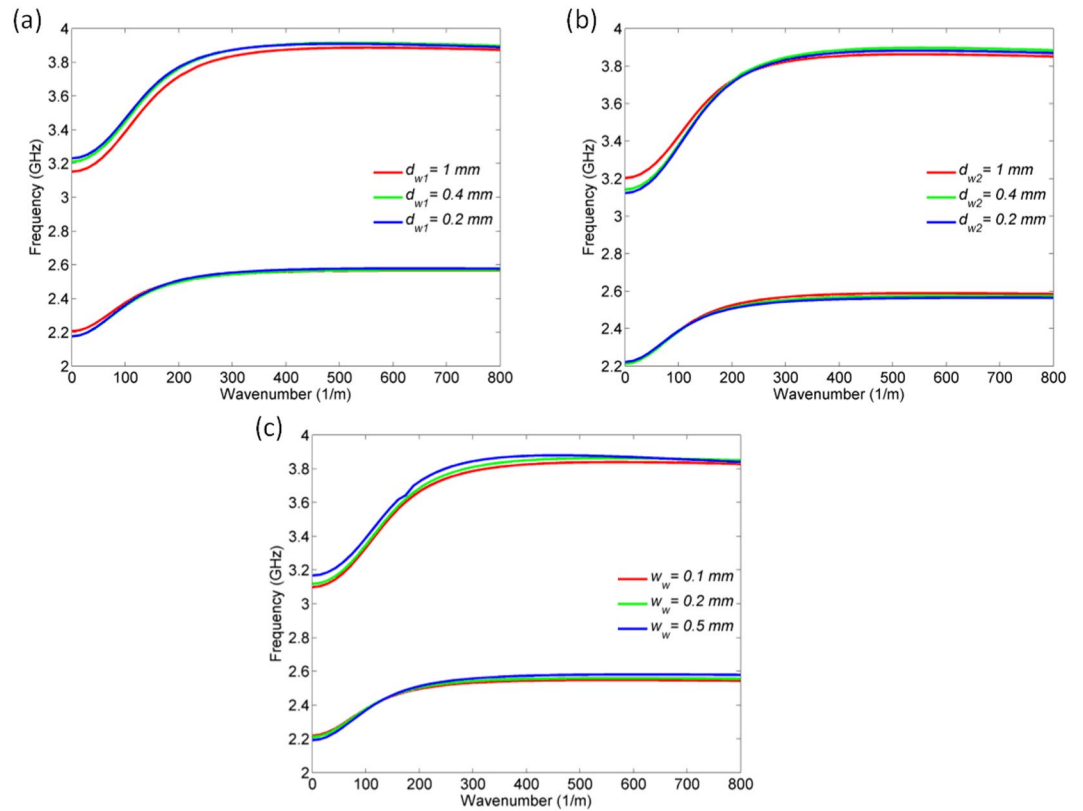 (a)
4
3.8
3.6
3.4
3.2
3
2.8
2.6
2.4
2.2
2
Frequency (GHz)
d_w1 = 1 mm
d_w1 = 0.4 mm
d_w1 = 0.2 mm
0 100 200 300 400 500 600 700 800
Wavenumber (1/m)
(b)
4
3.8
3.6
3.4
3.2
3
2.8
2.6
2.4
2.2
Frequency (GHz)
d_w2 = 1 mm
d_w2 = 0.4 mm
d_w2 = 0.2 mm
0 100 200 300 400 500 600 700 800
Wavenumber (1/m)
(c)
4
3.8
3.6
3.4
3.2
3
2.8
2.6
2.4
2.2
2
Frequency (GHz)
w_w = 0.1 mm
w_w = 0.2 mm
w_w = 0.5 mm
0 100 200 300 400 500 600 700 800
Wavenumber (1/m)